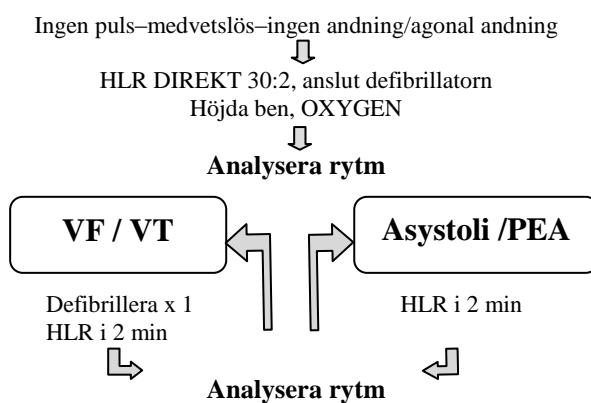 Ingen puls–medvetslös–ingen andning/agonal andning
HLR DIREKT 30:2, anslut defibrillatorn
Höjda ben, OXYGEN
Analysera rytm
VF / VT
Asystoli /PEA
Defibrillera x 1
HLR i 2 min
HLR i 2 min
Analysera rytm